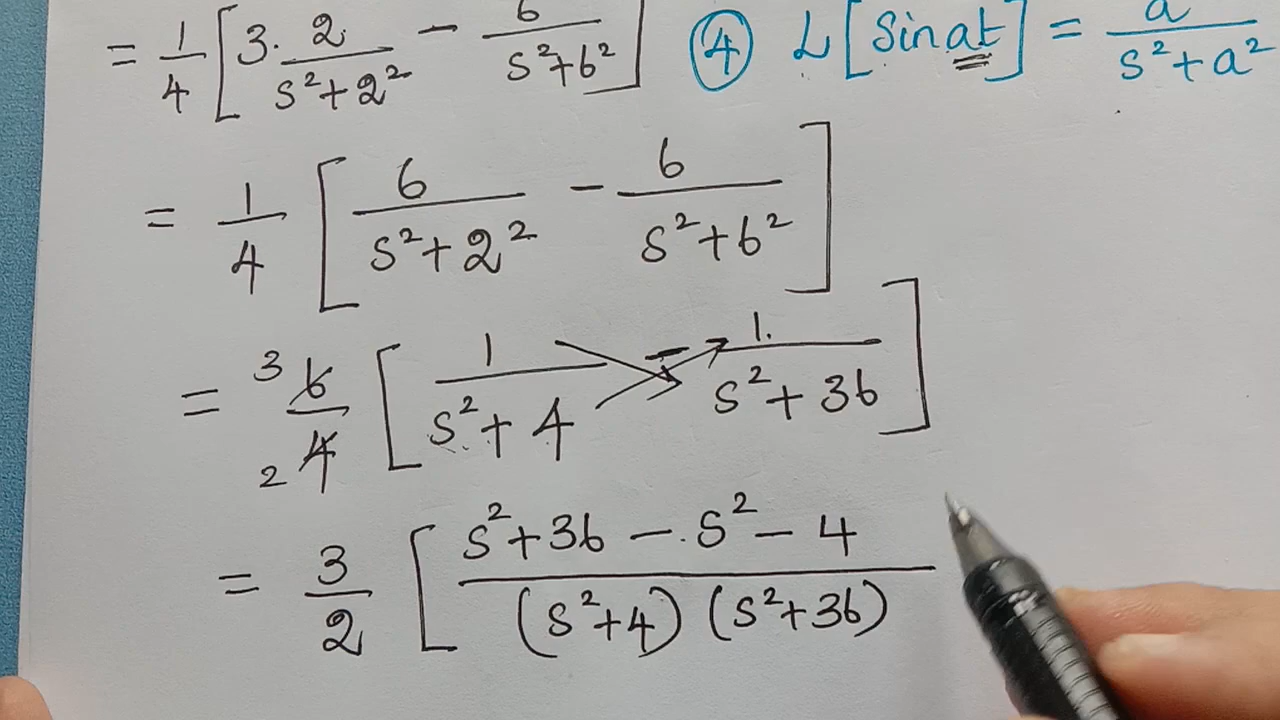 = 1/4 [3. 2/(s²+2²) - 6/(s²+6²)] ④ L[sin at] = a/(s²+a²)
= 1/4 [6/(s²+2²) - 6/(s²+6²)]
= 3 6/4 2 [1/(s²+4) - 1/(s²+36)]
= 3/2 [(s²+36-s²-4)/((s²+4)(s²+36))